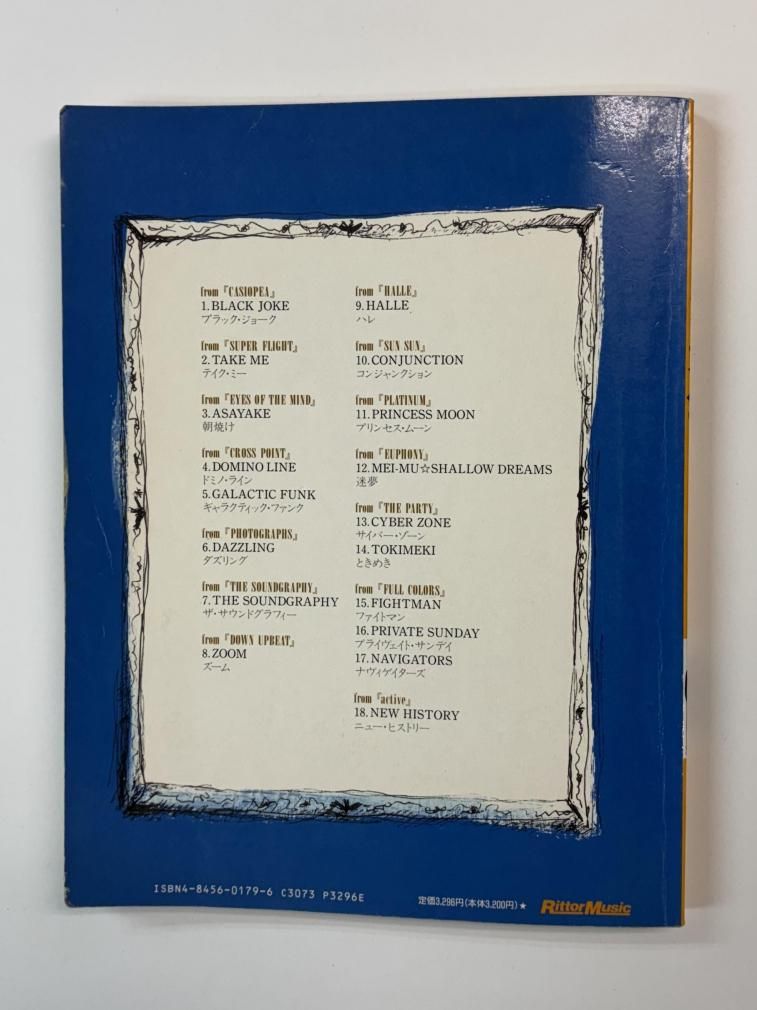 from『CASIOPEA』
1.BLACK JOKE
ブラック・ジョーク
from『SUPER FLIGHT』
2.TAKE ME
テイク・ミー
from『EYES OF THE MIND』
3.ASAYAKE
朝焼け
from『CROSS POINT』
4.DOMINO LINE
ドミノ・ライン
5.GALACTIC FUNK
ギャラクティック・ファンク
from『PHOTOGRAPHS』
6.DAZZLING
ダズリング
from『THE SOUNDGRAPHY』
7.THE SOUNDGRAPHY
ザ・サウンドグラフィー
from『DOWN UPBEAT』
8.ZOOM
ズーム
from『HALLE』
9.HALLE
ハレ
from『SUN SUN』
10.CONJUNCTION
コンジャンクション
from『PLATINUM』
11.PRINCESS MOON
プリンセス・ムーン
from『EUPHONY』
12.MEI-MU☆SHALLOW DREAMS
迷夢
from『THE PARTY』
13.CYBER ZONE
サイバー・ゾーン
14.TOKIMEKI
ときめき
from『FULL COLORS』
15.FIGHTMAN
ファイトマン
16.PRIVATE SUNDAY
プライヴェイト・サンデイ
17.NAVIGATORS
ナヴィゲイターズ
from『active』
18.NEW HISTORY
ニュー・ヒストリー
ISBN4-8456-0179-6 C3073 P3296E
定価3,296円(本体3,200円)★
RittorMusic